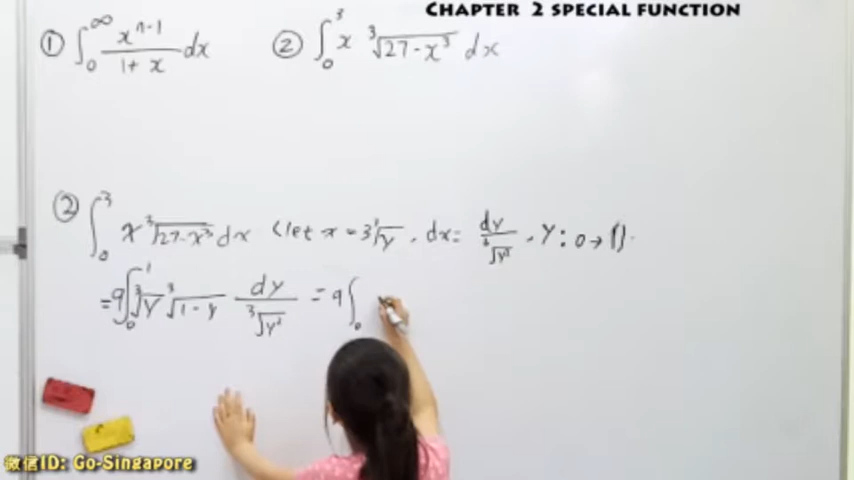 CHAPTER 2 SPECIAL FUNCTION
① ∫₀^∞ x^(n-1)/(1+x) dx ② ∫₀³ x ∛(27-x³) dx
② ∫₀³ x ∛(27-x³) dx (let x = 3∛y, dx = dy/∛y², y: 0→1)
= 9∫₀¹ ∛y ∛(1-y) dy/∛y² = 9∫₀
微信ID: Go-Singapore